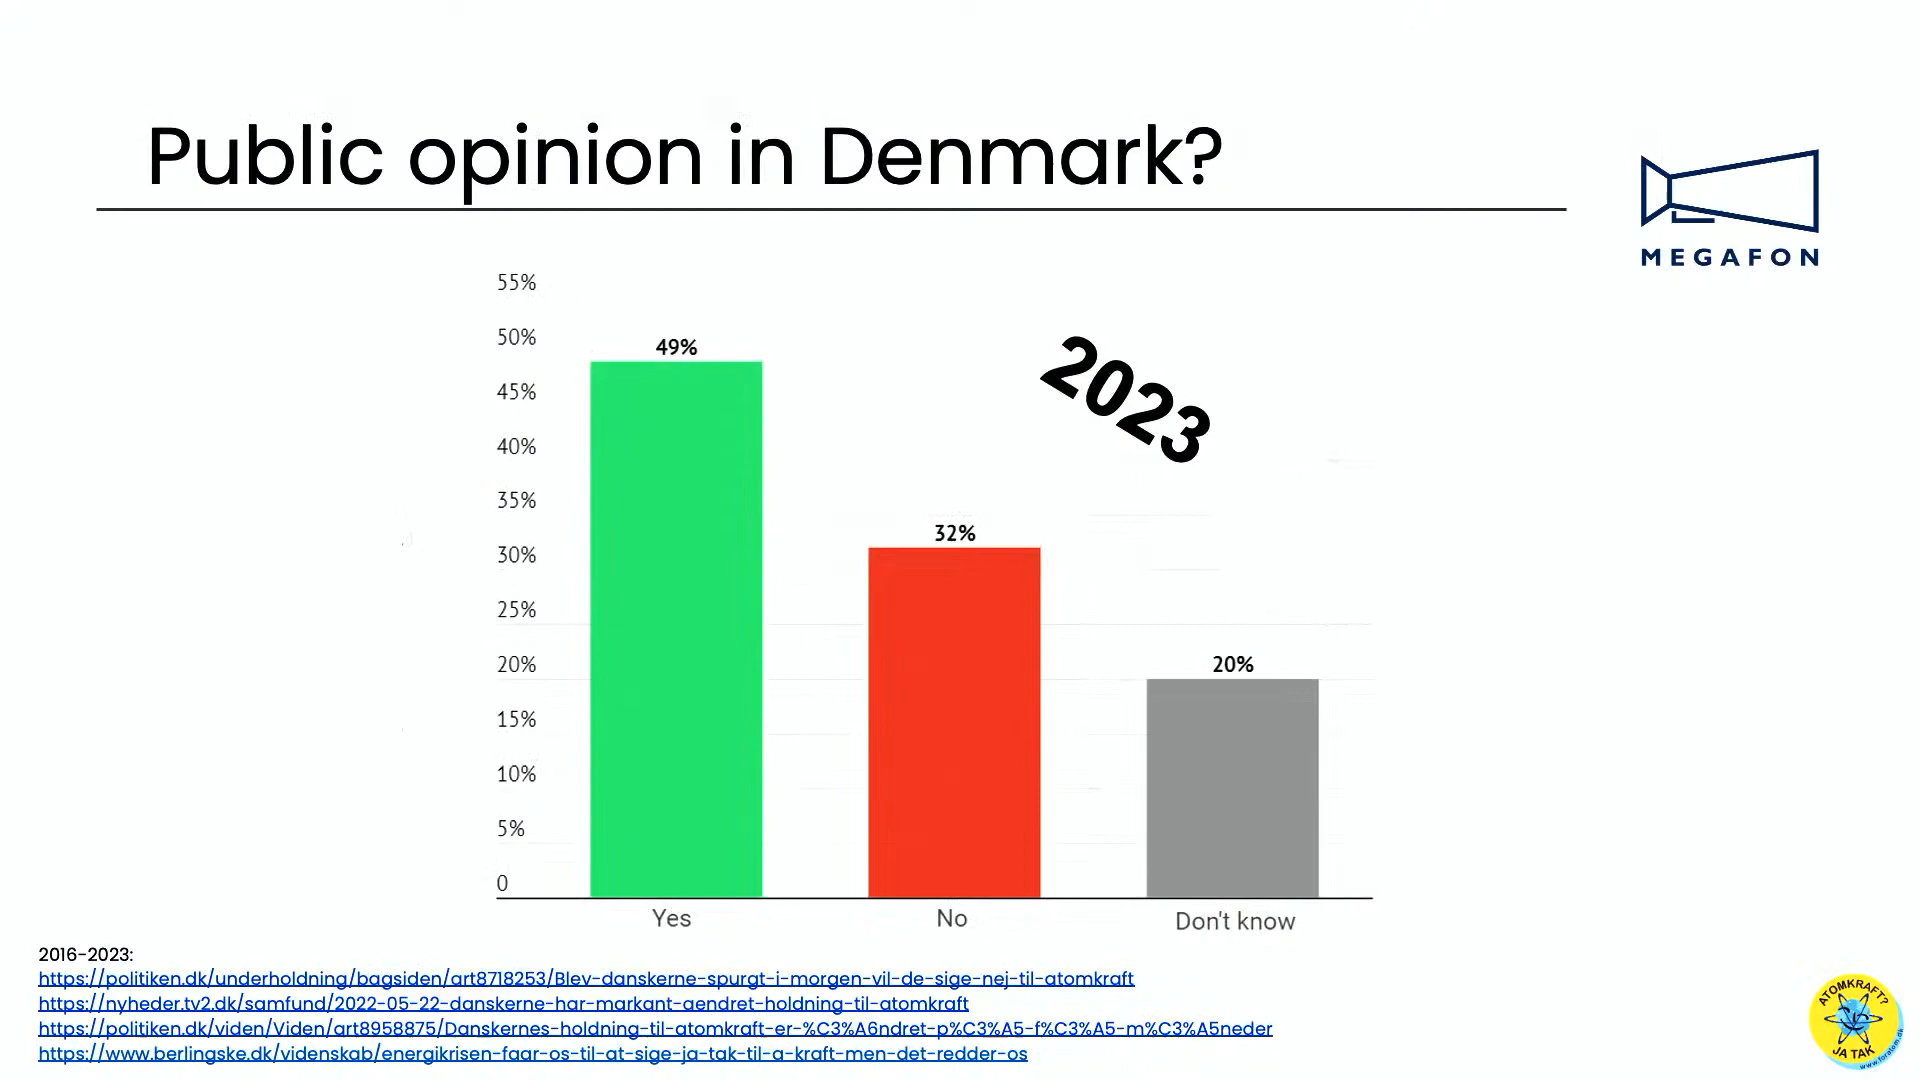 Public opinion in Denmark?
MEGAFON
55%
50%
45%
40%
35%
30%
25%
20%
15%
10%
5%
0
49%
32%
20%
2023
Yes
No
Don't know
2016-2023:
https://politiken.dk/underholdning/bagsiden/art8718253/Blev-danskerne-spurgt-i-morgen-vil-de-sige-nej-til-atomkraft
https://nyheder.tv2.dk/samfund/2022-05-22-danskerne-har-markant-aendret-holdning-til-atomkraft
https://politiken.dk/viden/Viden/art8958875/Danskernes-holdning-til-atomkraft-er-%C3%A6ndret-p%C3%A5-f%C3%A5-m%C3%A5neder
https://www.berlingske.dk/videnskab/energikrisen-faar-os-til-at-sige-ja-tak-til-a-kraft-men-det-redder-os
ATOMKRAFT?
JA TAK